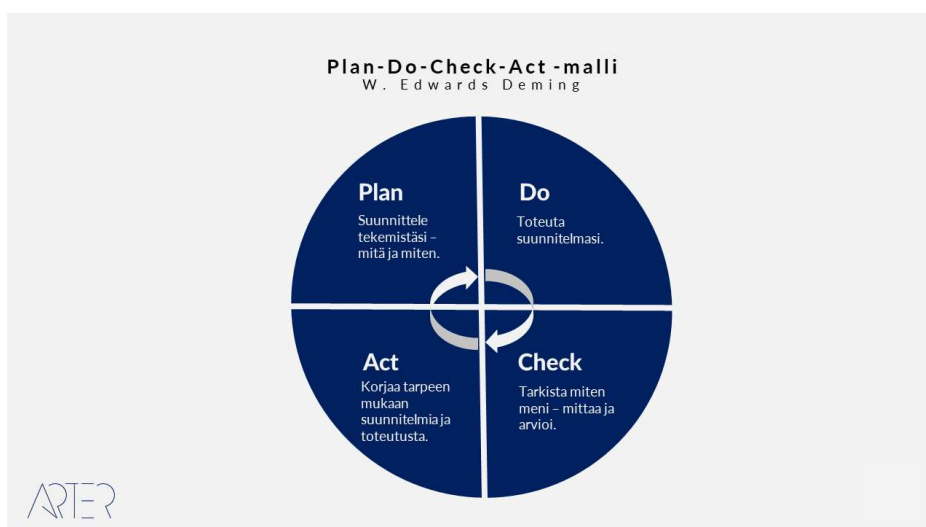 Plan-Do-Check-Act -malli
W. Edwards Deming
Plan
Suunnittele
tekemistäsi –
mitä ja miten.
Do
Toteuta
suunnitelmasi.
Act
Korjaa tarpeen
mukaan
suunnitelmia ja
toteutusta.
Check
Tarkista miten
meni – mittaa ja
arvioi.
ARTER